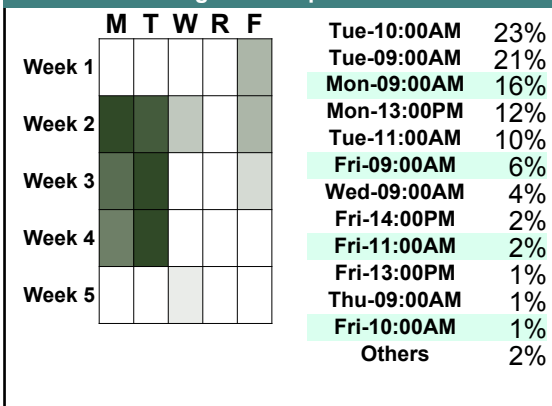 M T W R F
Week 1
Week 2
Week 3
Week 4
Week 5
Tue-10:00AM 23%
Tue-09:00AM 21%
Mon-09:00AM 16%
Mon-13:00PM 12%
Tue-11:00AM 10%
Fri-09:00AM 6%
Wed-09:00AM 4%
Fri-14:00PM 2%
Fri-11:00AM 2%
Fri-13:00PM 1%
Thu-09:00AM 1%
Fri-10:00AM 1%
Others 2%